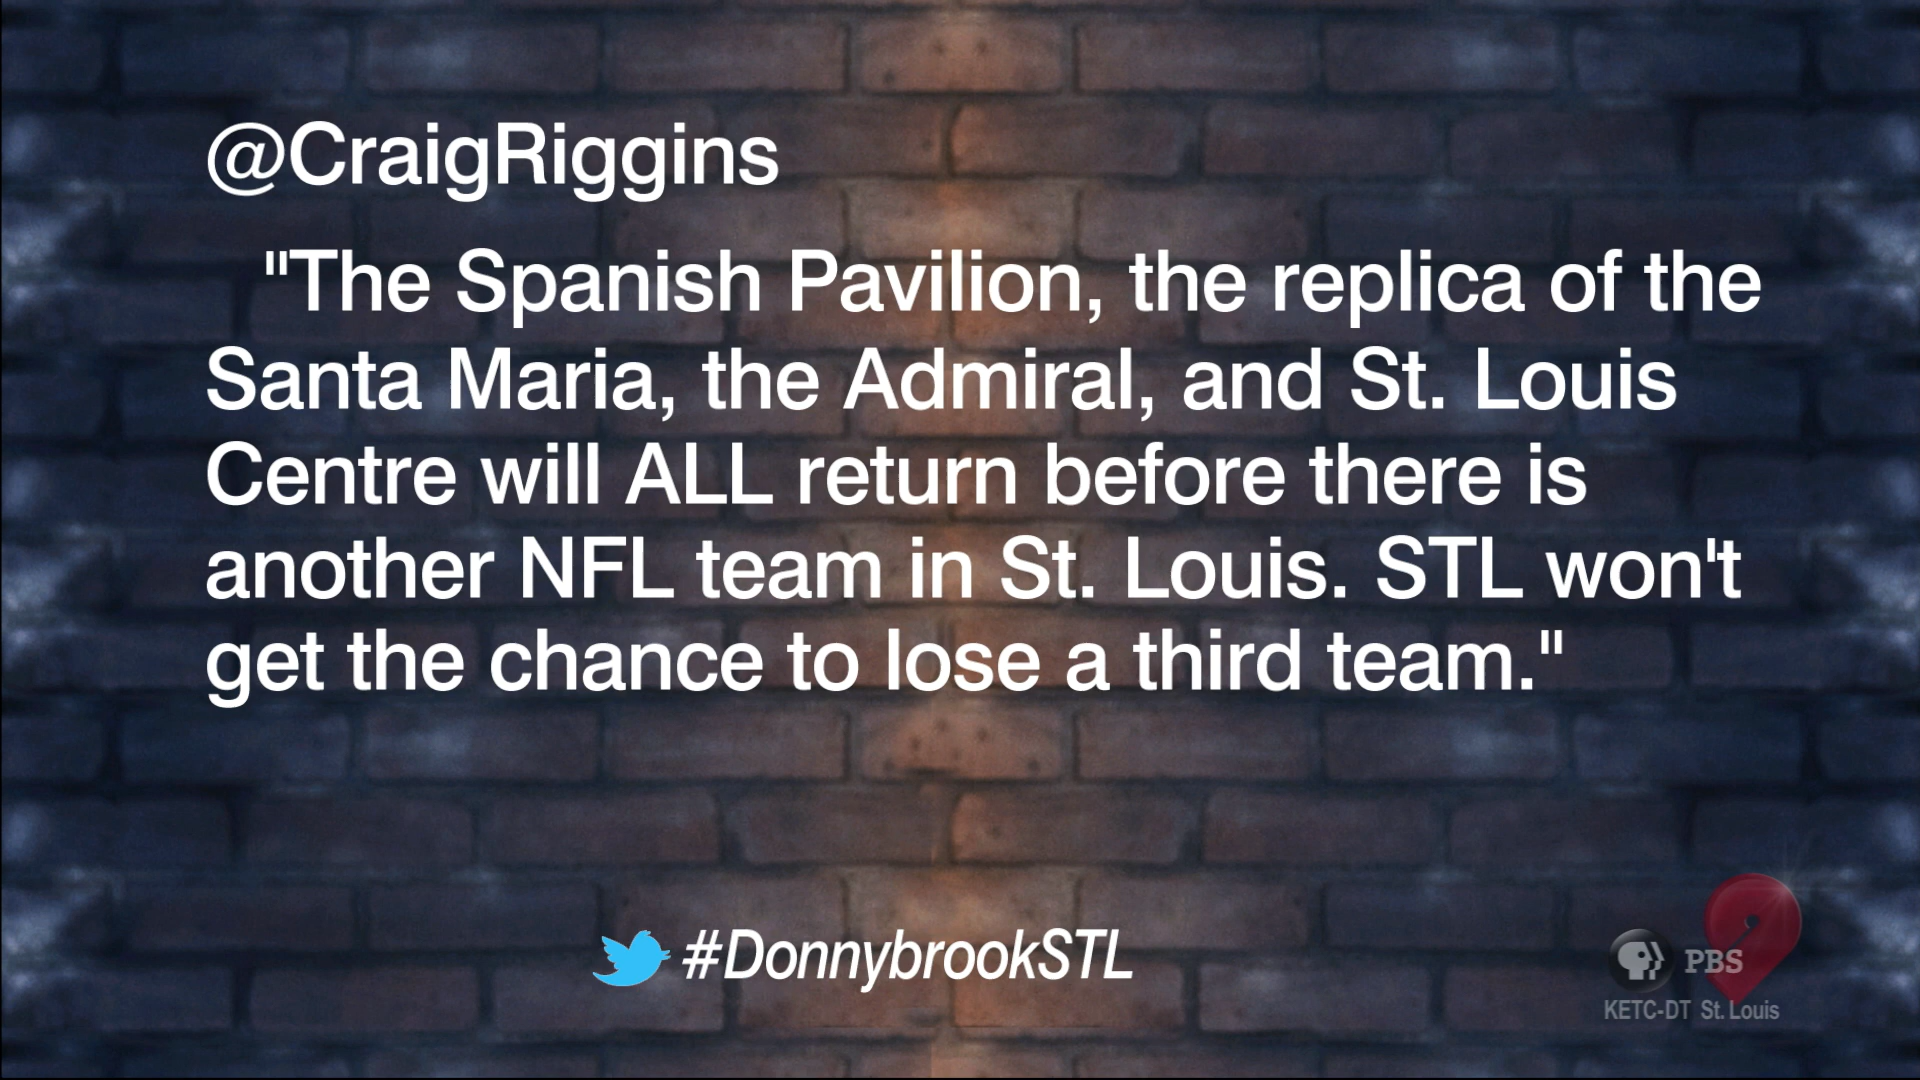 @CraigRiggins
"The Spanish Pavilion, the replica of the
Santa Maria, the Admiral, and St. Louis
Centre will ALL return before there is
another NFL team in St. Louis. STL won't
get the chance to lose a third team."
#DonnybrookSTL
9
PBS
KETC-DT St. Louis